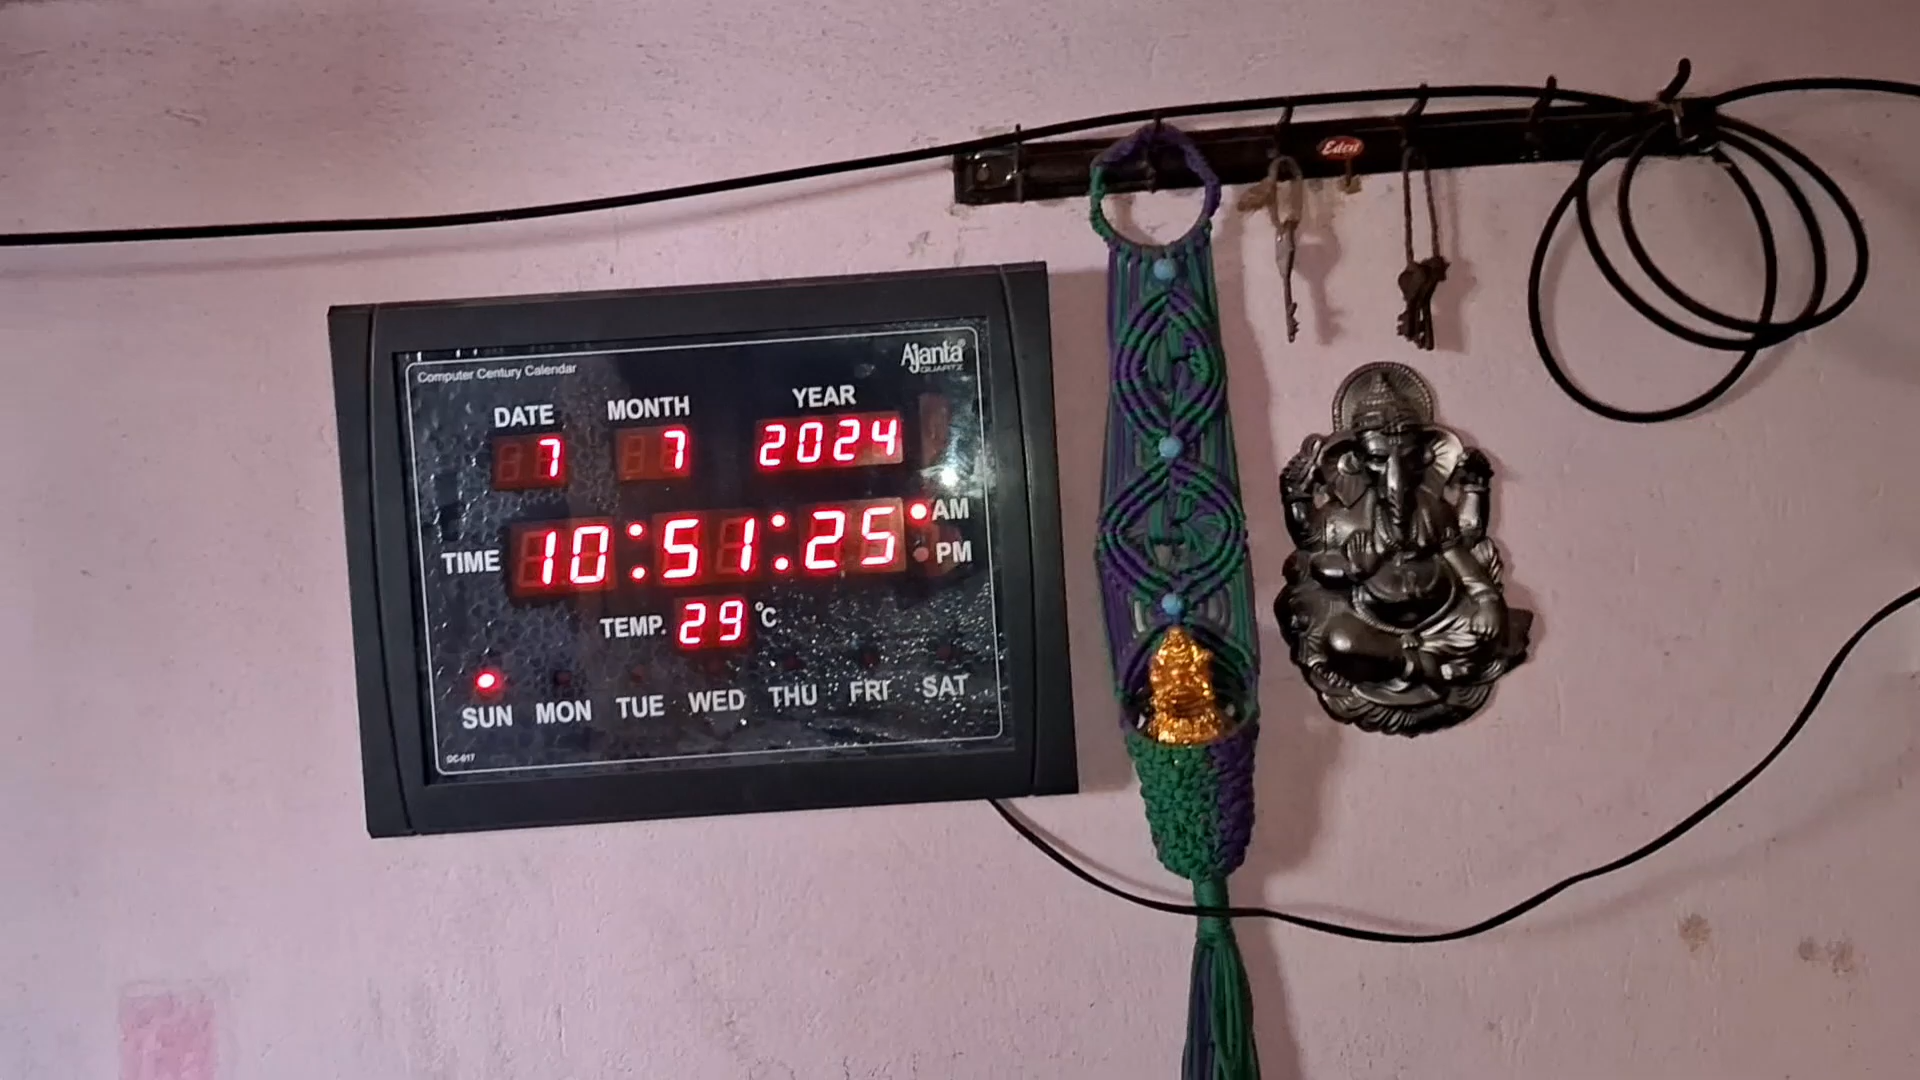 Eden
Computer Century Calendar
Ajanta
QUARTZ
DATE MONTH YEAR
7 7 2024
TIME 10:51:25 AM
PM
TEMP. 29 °C
SUN MON TUE WED THU FRI SAT